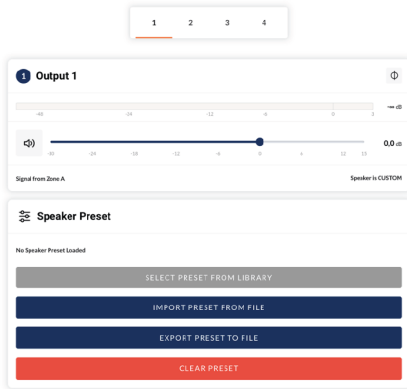 1 2 3 4
1 Output 1
-∞ dB
-48 -24 -12 -6 0 3
0,0 dB
-30 -24 -18 -12 -6 0 6 12 15
Signal from Zone A Speaker is CUSTOM
Speaker Preset
No Speaker Preset Loaded
SELECT PRESET FROM LIBRARY
IMPORT PRESET FROM FILE
EXPORT PRESET TO FILE
CLEAR PRESET